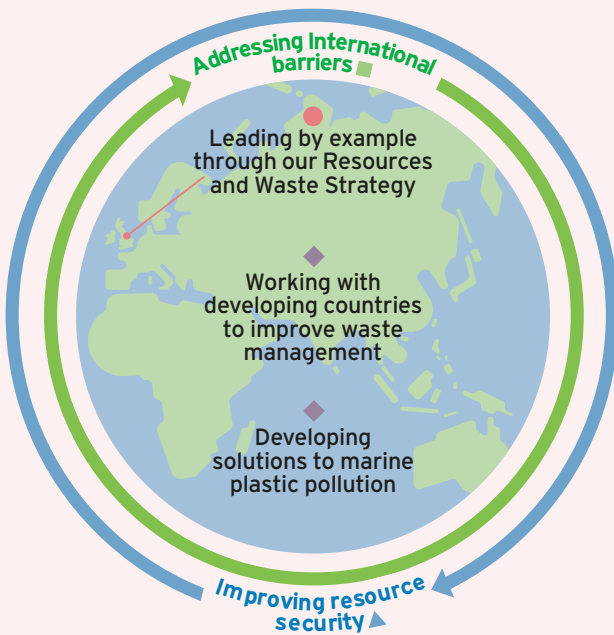 Addressing International
barriers
Leading by example
through our Resources
and Waste Strategy
Working with
developing countries
to improve waste
management
Developing
solutions to marine
plastic pollution
Improving resource
security